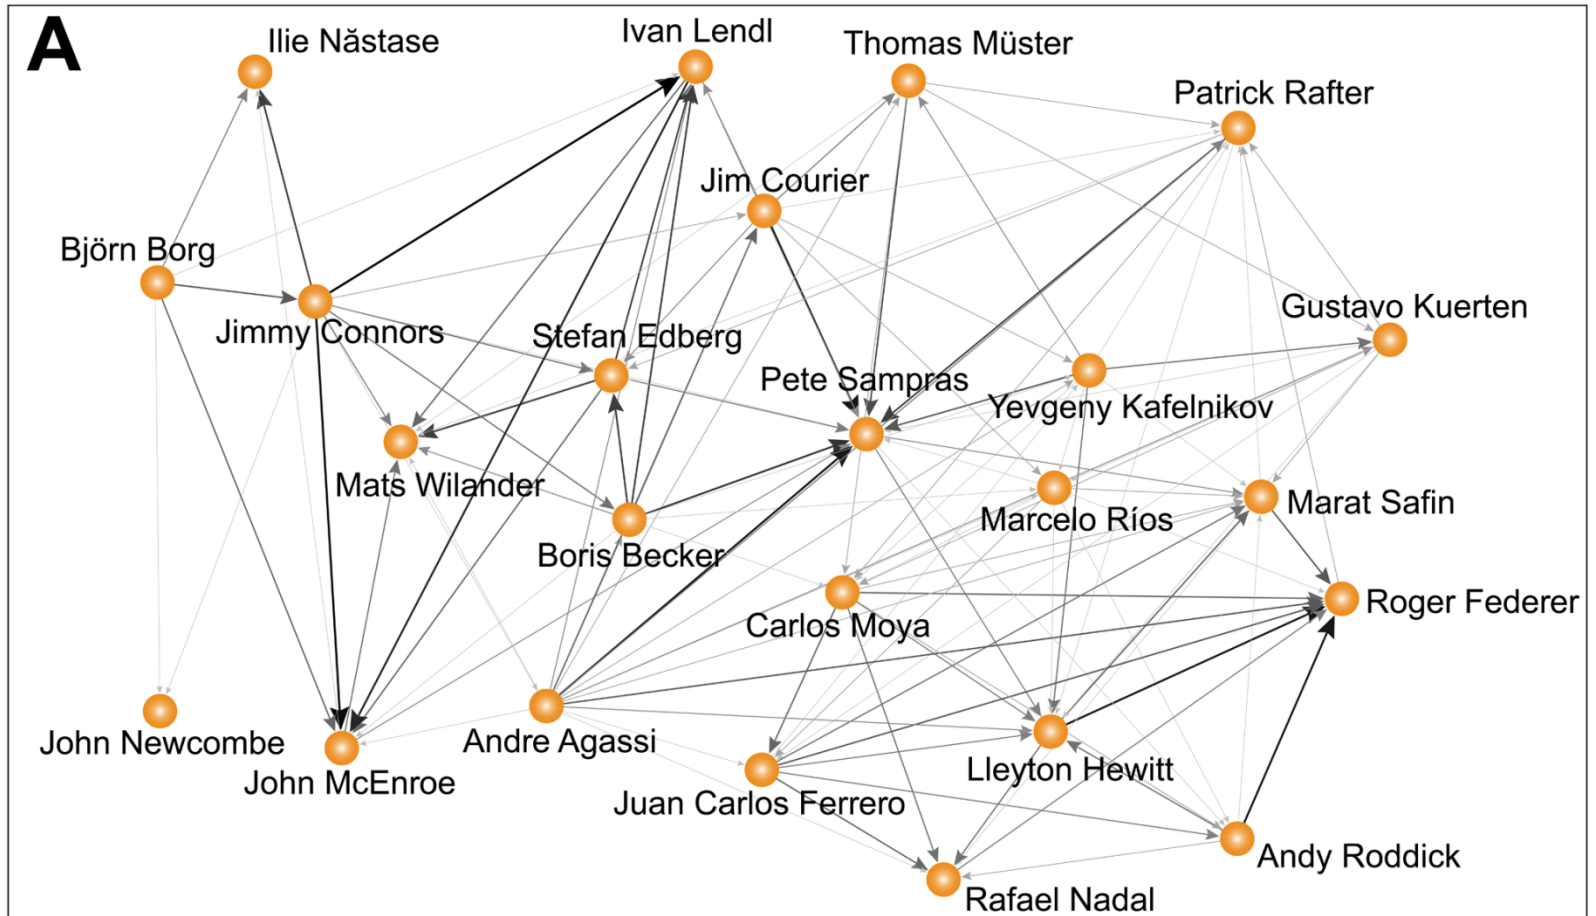 A
Ilie Năstase
Ivan Lendl
Thomas Müster
Patrick Rafter
Jim Courier
Björn Borg
Jimmy Connors
Stefan Edberg
Gustavo Kuerten
Pete Sampras
Yevgeny Kafelnikov
Mats Wilander
Marcelo Ríos
Marat Safin
Boris Becker
Carlos Moya
Roger Federer
John Newcombe
John McEnroe
Andre Agassi
Juan Carlos Ferrero
Lleyton Hewitt
Andy Roddick
Rafael Nadal